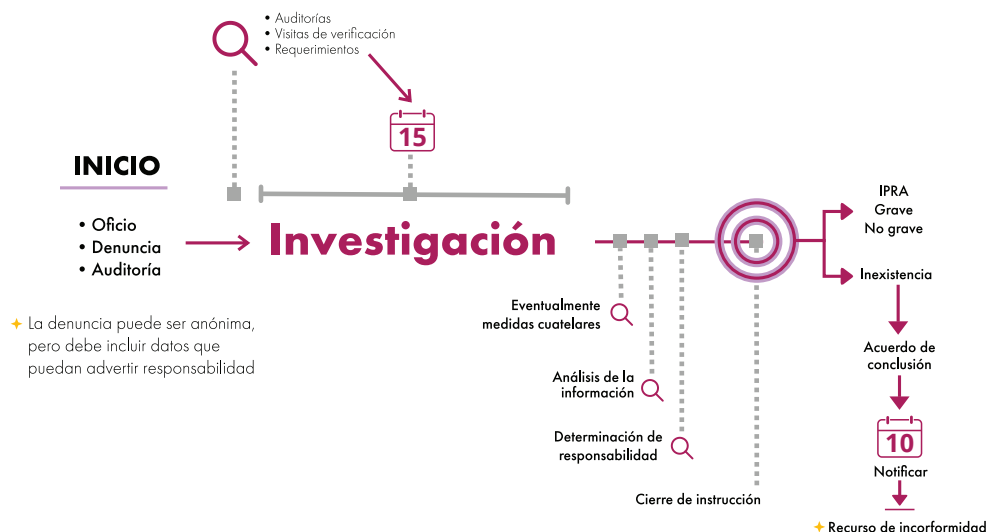 • Auditorías
• Visitas de verificación
• Requerimientos
15
INICIO
• Oficio
• Denuncia
• Auditoría
La denuncia puede ser anónima,
pero debe incluir datos que
puedan advertir responsabilidad
Investigación
Eventualmente
medidas cuatelares
Análisis de la
información
Determinación de
responsabilidad
Cierre de instrucción
IPRA
Grave
No grave
Inexistencia
Acuerdo de
conclusión
10
Notificar
Recurso de incorformidad